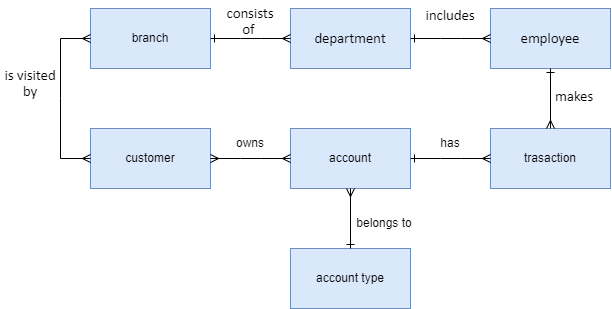 consists
of
includes
branch
department
employee
is visited
by
makes
owns
has
customer
account
trasaction
belongs to
account type